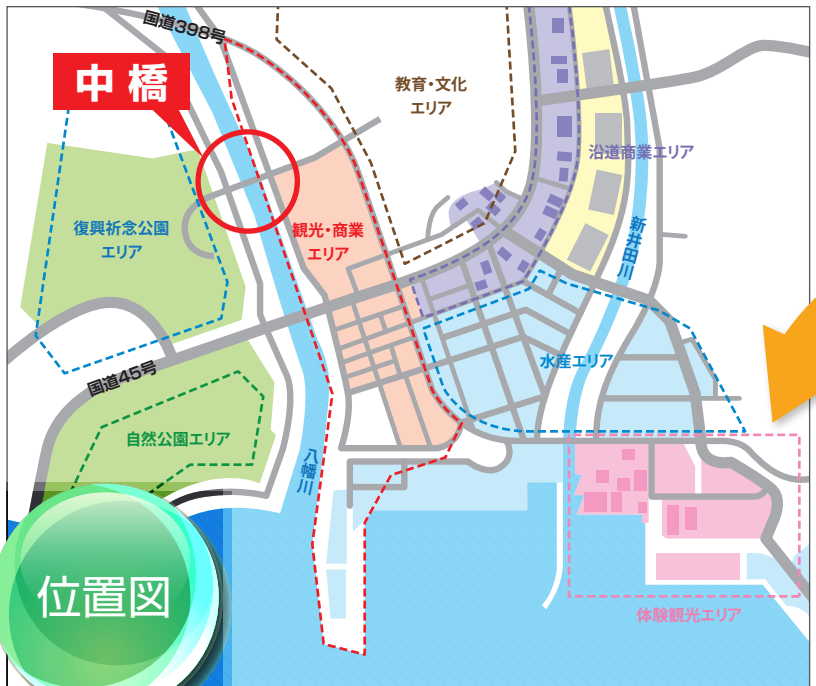 国道398号
中橋
教育・文化
エリア
沿道商業エリア
復興祈念公園
エリア
観光・商業
エリア
新井田川
水産エリア
国道45号
自然公園エリア
八幡川
位置図
体験観光エリア